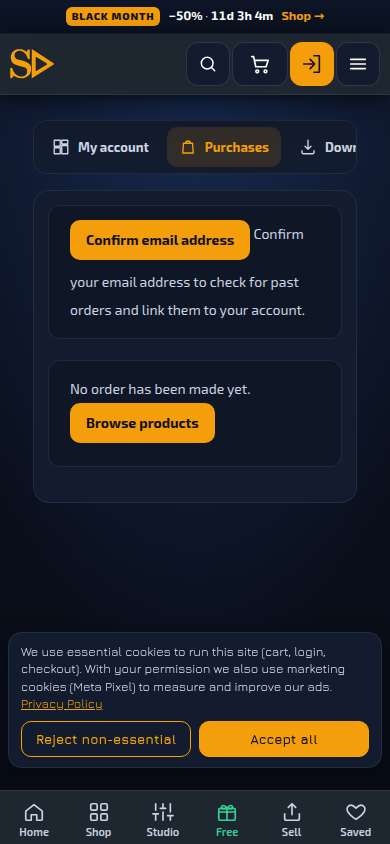 BLACK MONTH −50% · 11d 3h 4m Shop →
S
My account Purchases Down
Confirm email address Confirm
your email address to check for past
orders and link them to your account.
No order has been made yet.
Browse products
We use essential cookies to run this site (cart, login,
checkout). With your permission we also use marketing
cookies (Meta Pixel) to measure and improve our ads.
Privacy Policy
Reject non-essential Accept all
Home Shop Studio Free Sell Saved